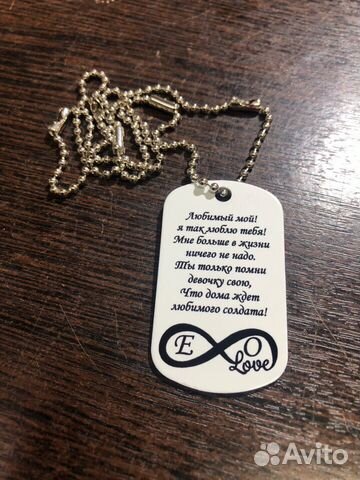 Любимый мой!
я так люблю тебя!
Мне больше в жизни
ничего не надо.
Ты только помни
девочку свою,
Что дома ждет
любимого солдата!
E O
Love
Avito